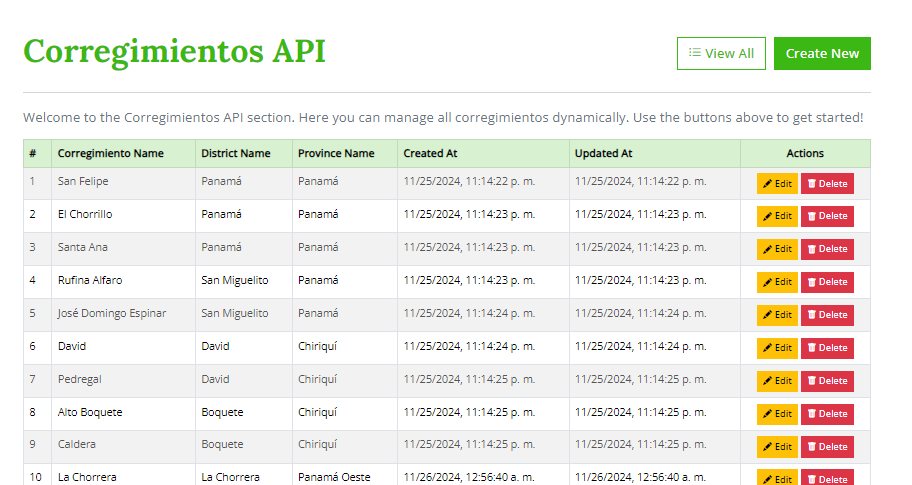 Corregimientos API
View All
Create New
Welcome to the Corregimientos API section. Here you can manage all corregimientos dynamically. Use the buttons above to get started!
# Corregimiento Name District Name Province Name Created At Updated At Actions
1 San Felipe Panamá Panamá 11/25/2024, 11:14:22 p. m. 11/25/2024, 11:14:22 p. m. Edit Delete
2 El Chorrillo Panamá Panamá 11/25/2024, 11:14:23 p. m. 11/25/2024, 11:14:23 p. m. Edit Delete
3 Santa Ana Panamá Panamá 11/25/2024, 11:14:23 p. m. 11/25/2024, 11:14:23 p. m. Edit Delete
4 Rufina Alfaro San Miguelito Panamá 11/25/2024, 11:14:23 p. m. 11/25/2024, 11:14:23 p. m. Edit Delete
5 José Domingo Espinar San Miguelito Panamá 11/25/2024, 11:14:24 p. m. 11/25/2024, 11:14:24 p. m. Edit Delete
6 David David Chiriquí 11/25/2024, 11:14:24 p. m. 11/25/2024, 11:14:24 p. m. Edit Delete
7 Pedregal David Chiriquí 11/25/2024, 11:14:25 p. m. 11/25/2024, 11:14:25 p. m. Edit Delete
8 Alto Boquete Boquete Chiriquí 11/25/2024, 11:14:25 p. m. 11/25/2024, 11:14:25 p. m. Edit Delete
9 Caldera Boquete Chiriquí 11/25/2024, 11:14:25 p. m. 11/25/2024, 11:14:25 p. m. Edit Delete
10 La Chorrera La Chorrera Panamá Oeste 11/26/2024, 12:56:40 a. m. 11/26/2024, 12:56:40 a. m. Edit Delete